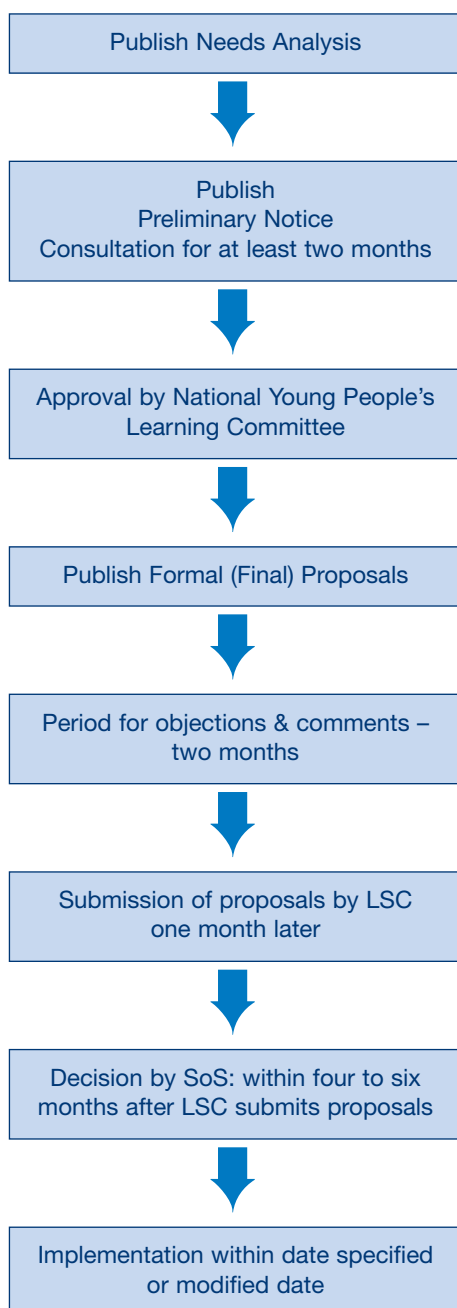 Publish Needs Analysis
Publish
Preliminary Notice
Consultation for at least two months
Approval by National Young People’s
Learning Committee
Publish Formal (Final) Proposals
Period for objections & comments –
two months
Submission of proposals by LSC
one month later
Decision by SoS: within four to six
months after LSC submits proposals
Implementation within date specified
or modified date